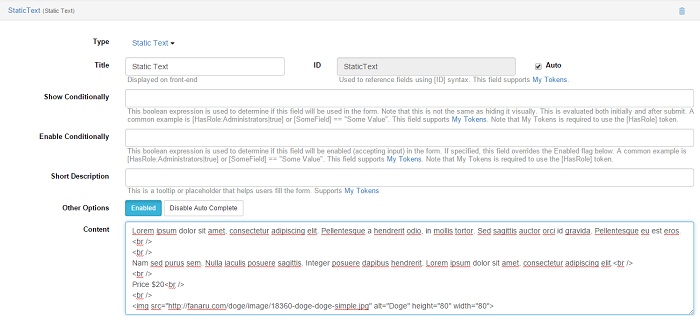 StaticText (Static Text)
Type Static Text
Title Static Text ID StaticText Auto
Displayed on front-end Used to reference fields using [ID] syntax. This field supports My Tokens.
Show Conditionally
This boolean expression is used to determine if this field will be used in the form. Note that this is not the same as hiding it visually. This is evaluated both initially and after submit. A
common example is [HasRole:Administrators|true] or [SomeField] == "Some Value". This field supports My Tokens. Note that My Tokens is required to use the [HasRole] token.
Enable Conditionally
This boolean expression is used to determine if this field will be enabled (accepting input) in the form. If specified, this field overrides the Enabled flag below. A common example is
[HasRole:Administrators|true] or [SomeField] == "Some Value". This field supports My Tokens. Note that My Tokens is required to use the [HasRole] token.
Short Description
This is a tooltip or placeholder that helps users fill the form. Supports My Tokens
Other Options Enabled Disable Auto Complete
Content Lorem ipsum dolor sit amet, consectetur adipiscing elit. Pellentesque a hendrerit odio, in mollis tortor. Sed sagittis auctor orci id gravida. Pellentesque eu est eros.
<br />
<br />
Nam sed purus sem. Nulla iaculis posuere sagittis. Integer posuere dapibus hendrerit. Lorem ipsum dolor sit amet, consectetur adipiscing elit.<br />
<br />
Price $20<br />
<br />
<img src="http://fanaru.com/doge/image/18360-doge-doge-simple.jpg" alt="Doge" height="80" width="80">